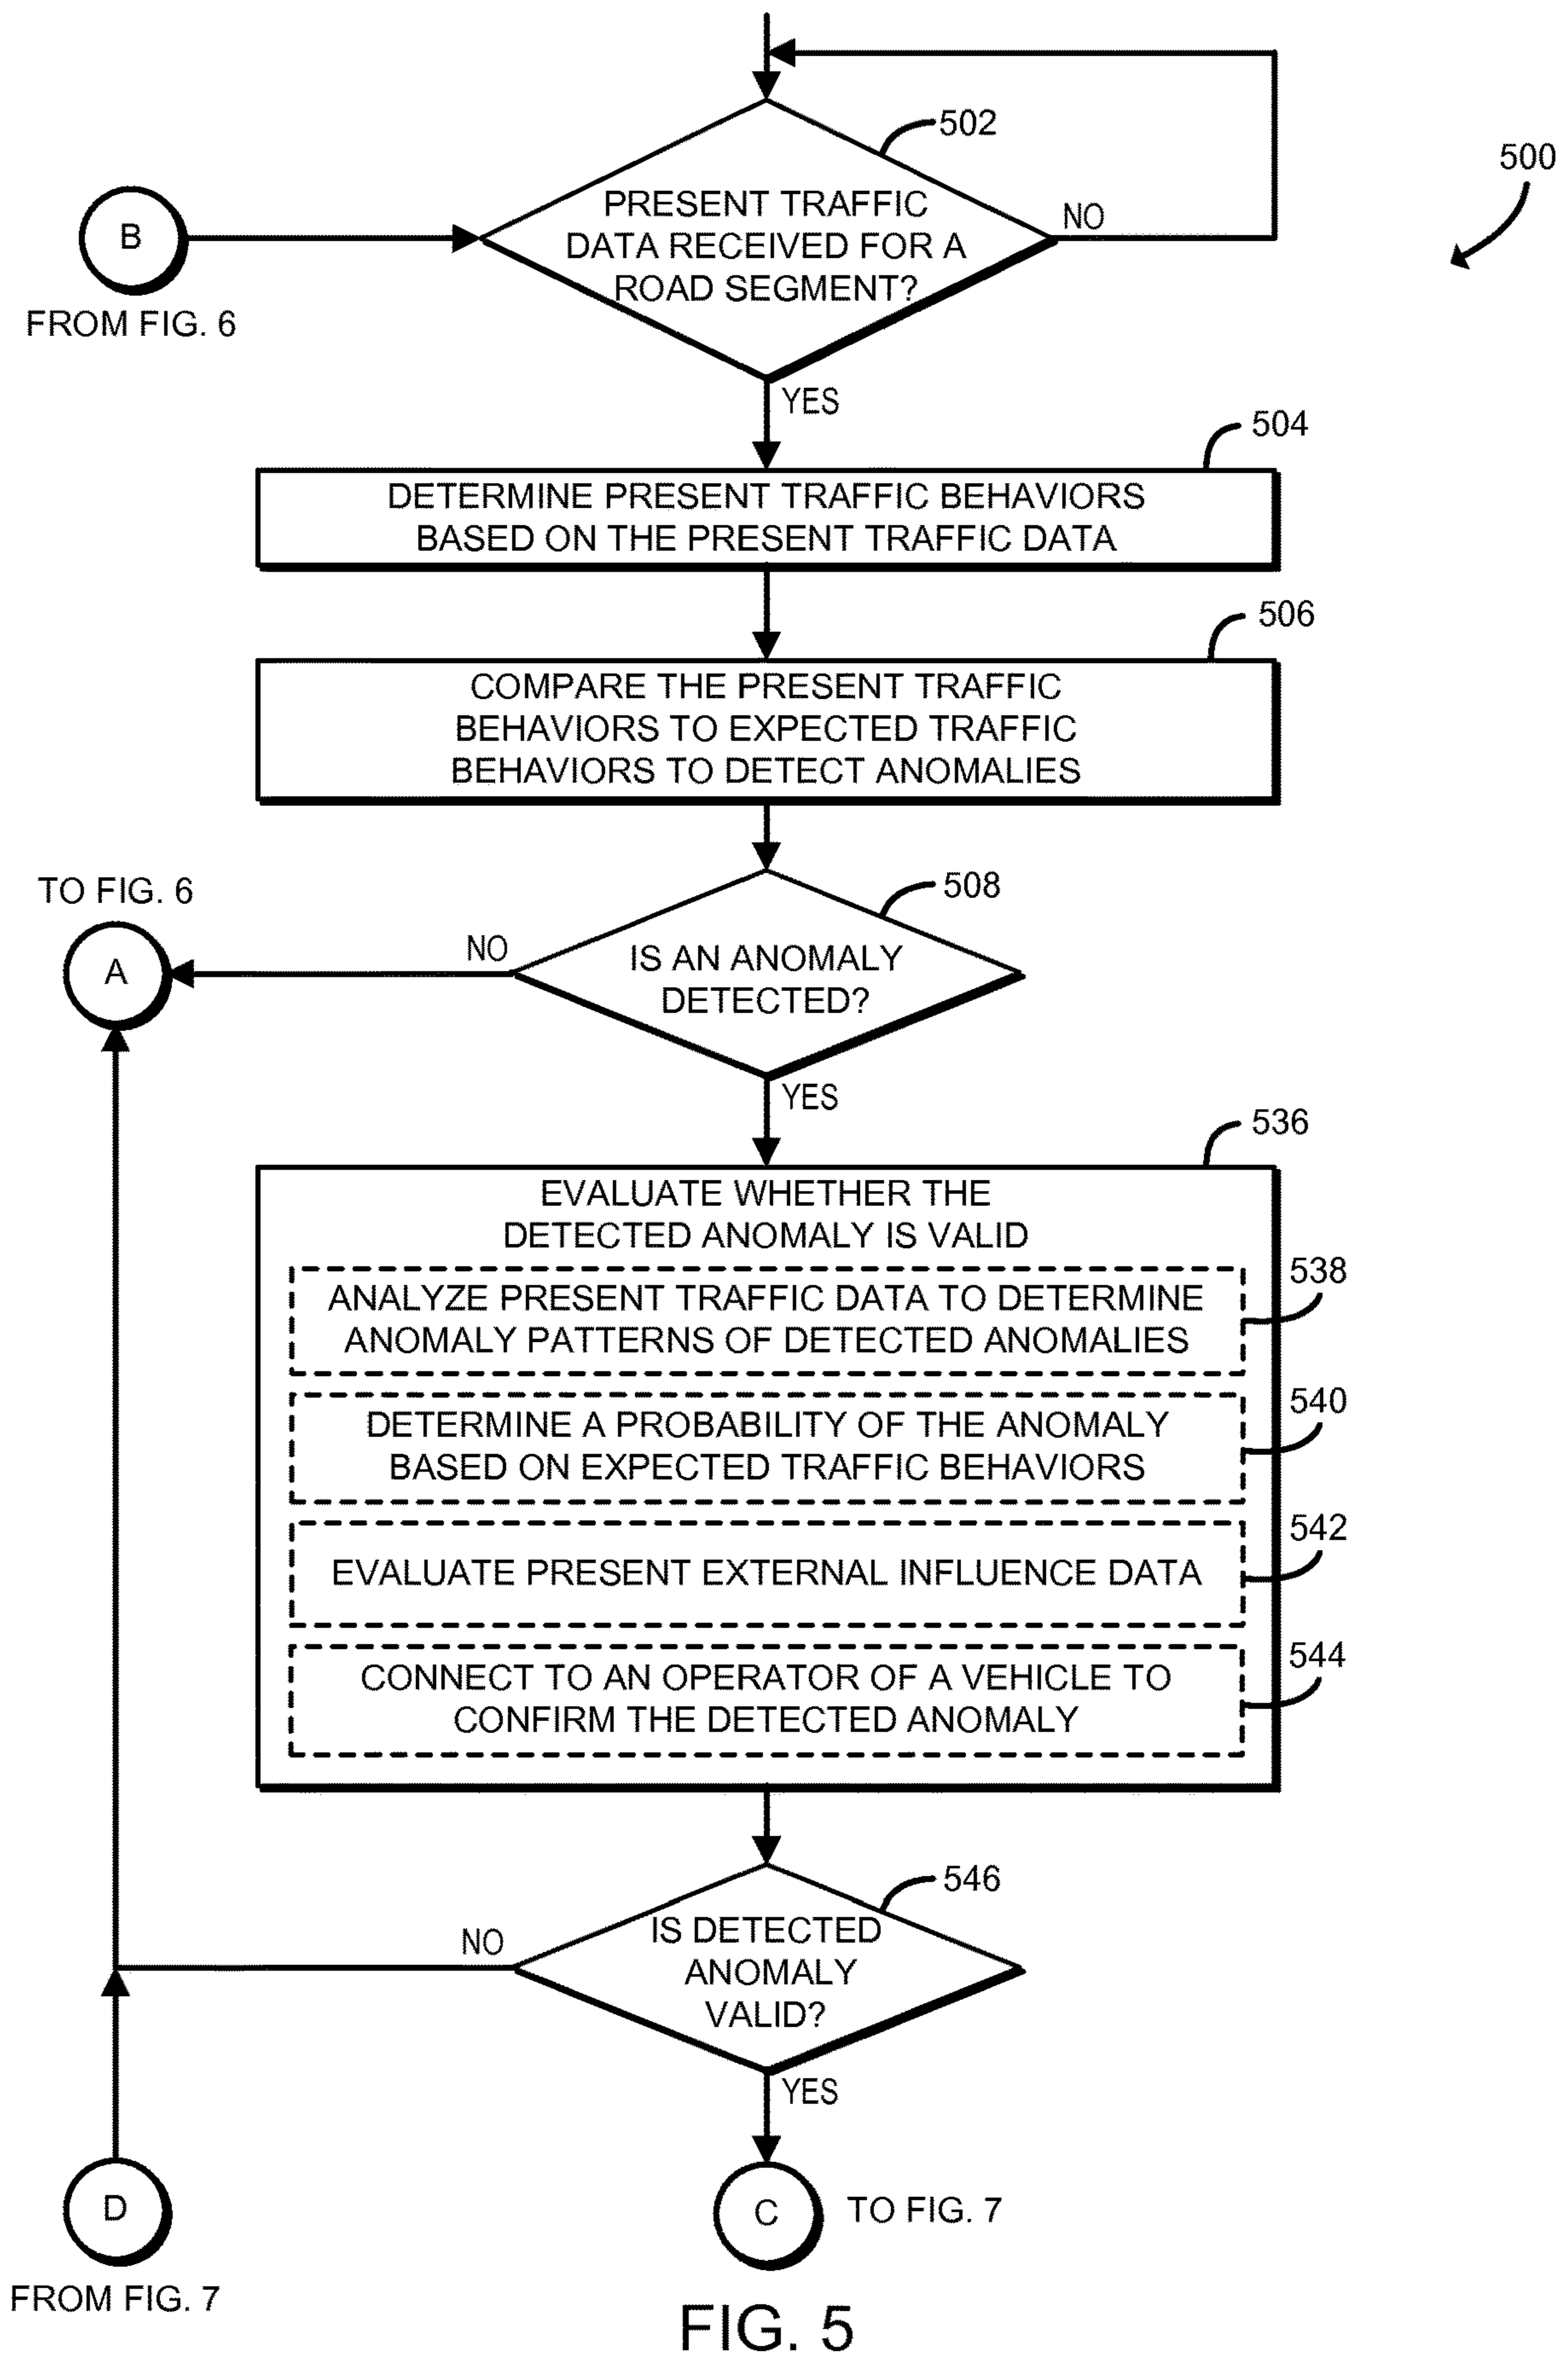 502
500
PRESENT TRAFFIC
DATA RECEIVED FOR A
ROAD SEGMENT?
NO
B
FROM FIG. 6
YES
504
DETERMINE PRESENT TRAFFIC BEHAVIORS
BASED ON THE PRESENT TRAFFIC DATA
506
COMPARE THE PRESENT TRAFFIC
BEHAVIORS TO EXPECTED TRAFFIC
BEHAVIORS TO DETECT ANOMALIES
TO FIG. 6
A
508
NO
IS AN ANOMALY
DETECTED?
YES
536
EVALUATE WHETHER THE
DETECTED ANOMALY IS VALID
538
ANALYZE PRESENT TRAFFIC DATA TO DETERMINE
ANOMALY PATTERNS OF DETECTED ANOMALIES
540
DETERMINE A PROBABILITY OF THE ANOMALY
BASED ON EXPECTED TRAFFIC BEHAVIORS
542
EVALUATE PRESENT EXTERNAL INFLUENCE DATA
544
CONNECT TO AN OPERATOR OF A VEHICLE TO
CONFIRM THE DETECTED ANOMALY
546
NO
IS DETECTED
ANOMALY
VALID?
YES
D
FROM FIG. 7
C
TO FIG. 7
FIG. 5